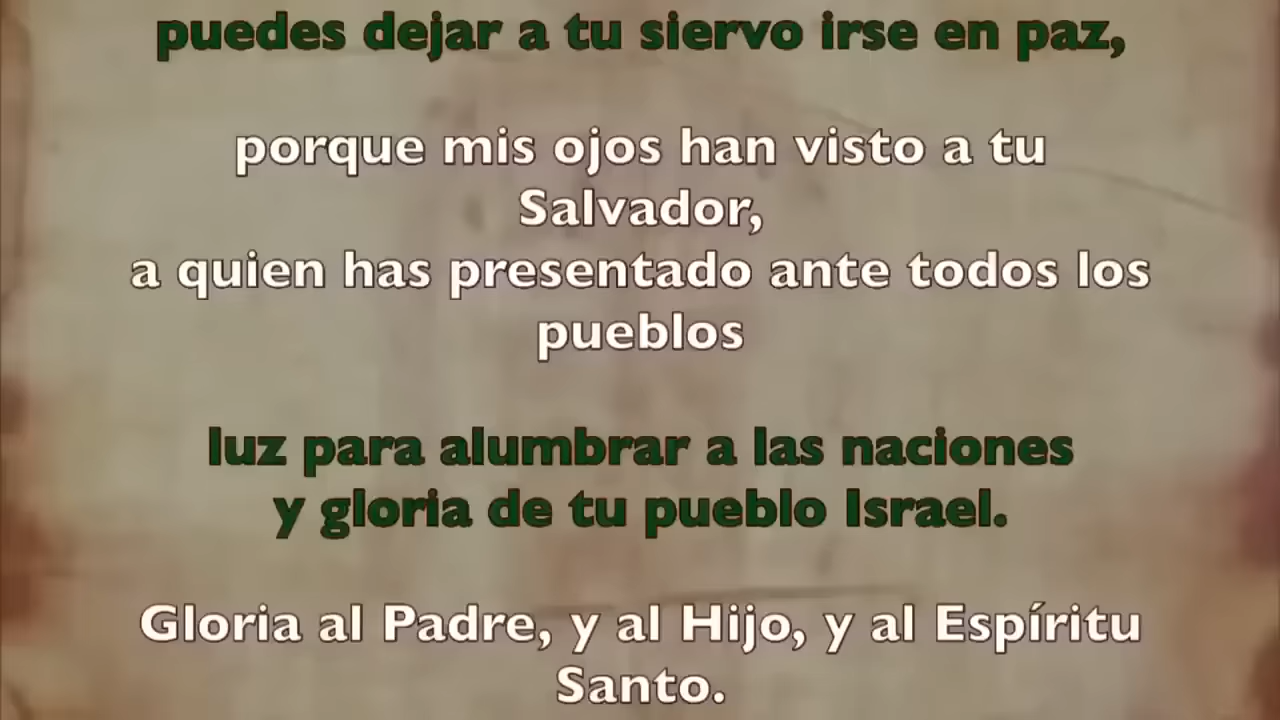 puedes dejar a tu siervo irse en paz,
porque mis ojos han visto a tu
Salvador,
a quien has presentado ante todos los
pueblos
luz para alumbrar a las naciones
y gloria de tu pueblo Israel.
Gloria al Padre, y al Hijo, y al Espíritu
Santo.